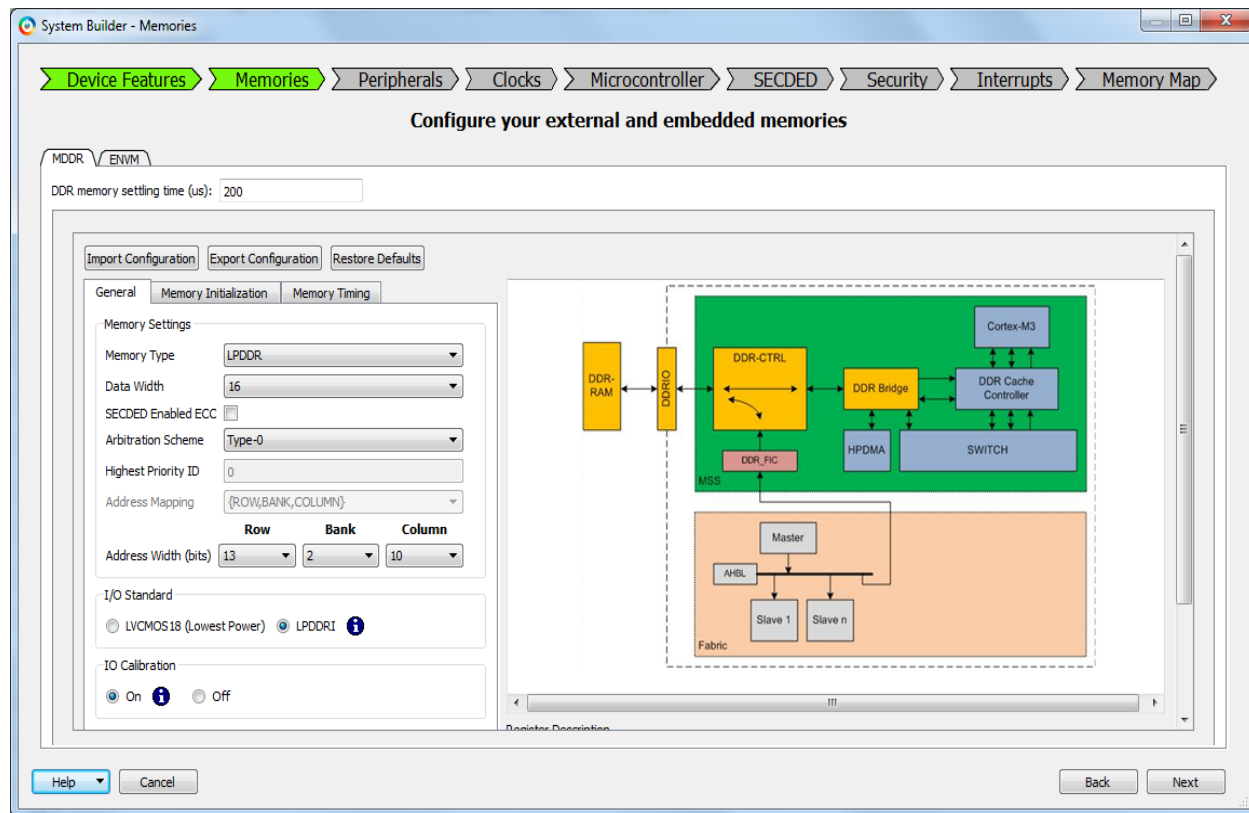 System Builder - Memories
Device Features Memories Peripherals Clocks Microcontroller SECDED Security Interrupts Memory Map
Configure your external and embedded memories
MDDR ENVM
DDR memory settling time (us): 200
Import Configuration Export Configuration Restore Defaults
General Memory Initialization Memory Timing
Memory Settings
Memory Type LPDDR
Data Width 16
SECDED Enabled ECC
Arbitration Scheme Type-0
Highest Priority ID 0
Address Mapping {ROW,BANK,COLUMN}
Row Bank Column
Address Width (bits) 13 2 10
I/O Standard
LVCMOS18 (Lowest Power) LPDDRI
IO Calibration
On Off
Cortex-M3
DDR-RAM
DDRIO
DDR-CTRL
DDR Bridge
DDR Cache
Controller
DDR_FIC
HPDMA
SWITCH
MSS
Master
AHBL
Slave 1 Slave n
Fabric
Register Description
Help Cancel Back Next